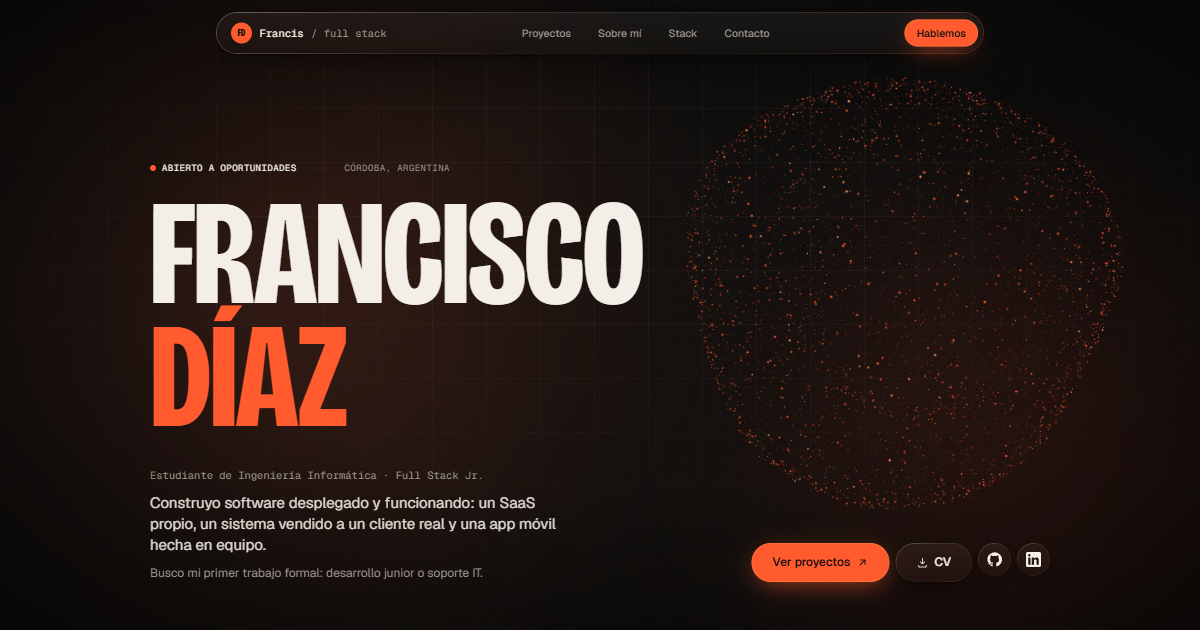 FD Francis / full stack
Proyectos
Sobre mí
Stack
Contacto
Hablemos
ABIERTO A OPORTUNIDADES
CÓRDOBA, ARGENTINA
FRANCISCO
DÍAZ
Estudiante de Ingeniería Informática · Full Stack Jr.
Construyo software desplegado y funcionando: un SaaS
propio, un sistema vendido a un cliente real y una app móvil
hecha en equipo.
Busco mi primer trabajo formal: desarrollo junior o soporte IT.
Ver proyectos
CV
in